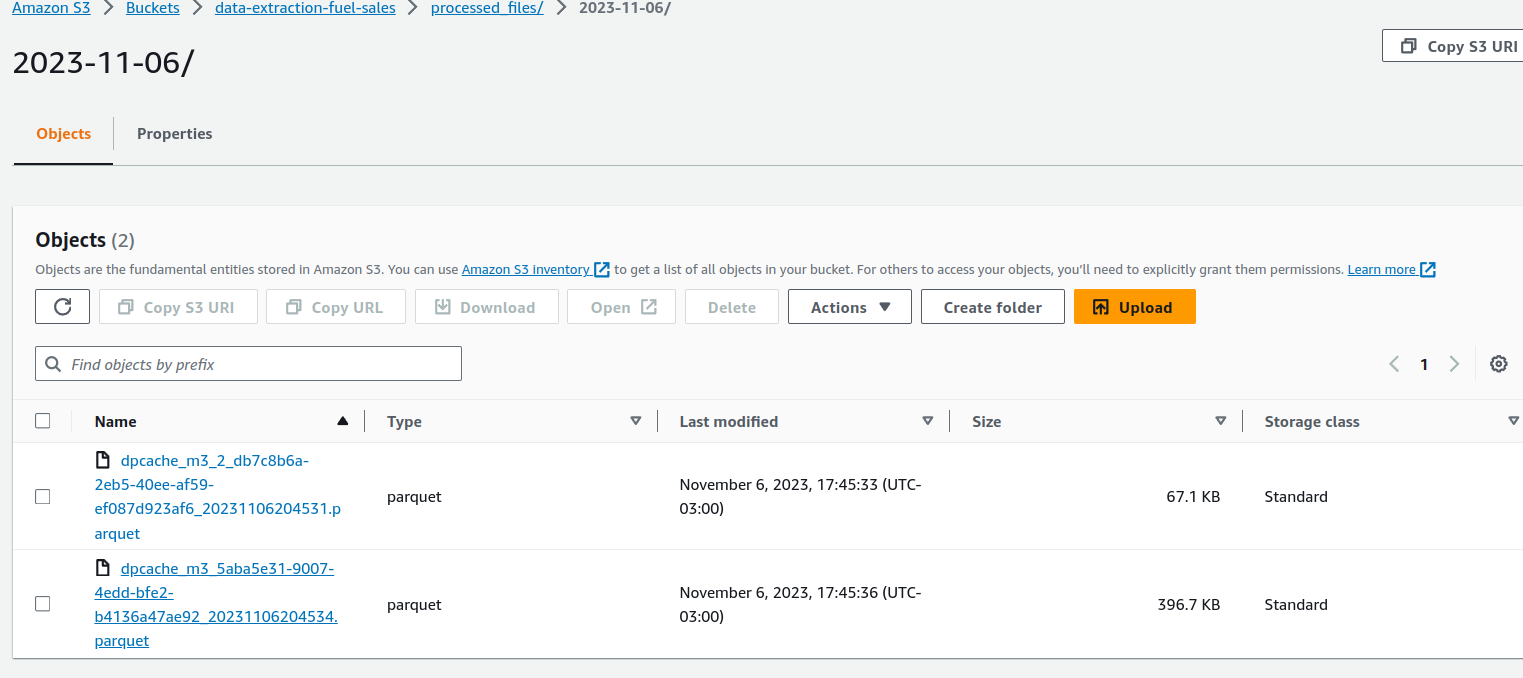 Amazon S3 > Buckets > data-extraction-fuel-sales > processed_files/ > 2023-11-06/
2023-11-06/
Copy S3 URI
Objects
Properties
Objects (2)
Objects are the fundamental entities stored in Amazon S3. You can use Amazon S3 inventory to get a list of all objects in your bucket. For others to access your objects, you'll need to explicitly grant them permissions. Learn more
Copy S3 URI Copy URL Download Open Delete Actions Create folder Upload
Find objects by prefix
1
Name Type Last modified Size Storage class
dpcache_m3_2_db7c8b6a-
2eb5-40ee-af59-
ef087d923af6_20231106204531.p
arquet
parquet
November 6, 2023, 17:45:33 (UTC-
03:00)
67.1 KB
Standard
dpcache_m3_5aba5e31-9007-
4edd-bfe2-
b4136a47ae92_20231106204534.
parquet
parquet
November 6, 2023, 17:45:36 (UTC-
03:00)
396.7 KB
Standard